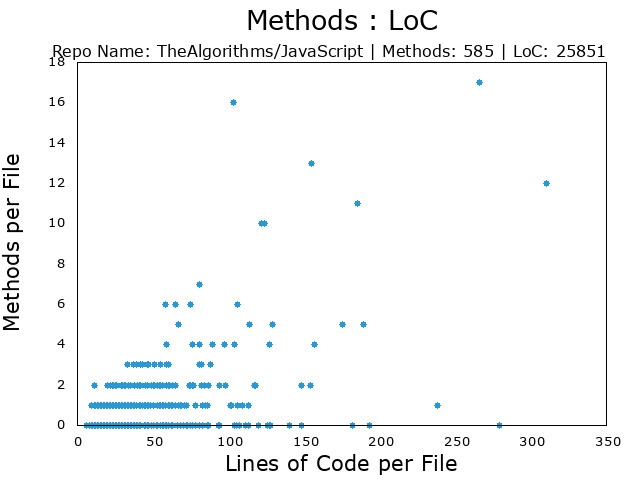 Methods : LoC
Repo Name: TheAlgorithms/JavaScript | Methods: 585 | LoC: 25851
18
16
14
12
10
8
6
4
2
0
Methods per File
0 50 100 150 200 250 300 350
Lines of Code per File